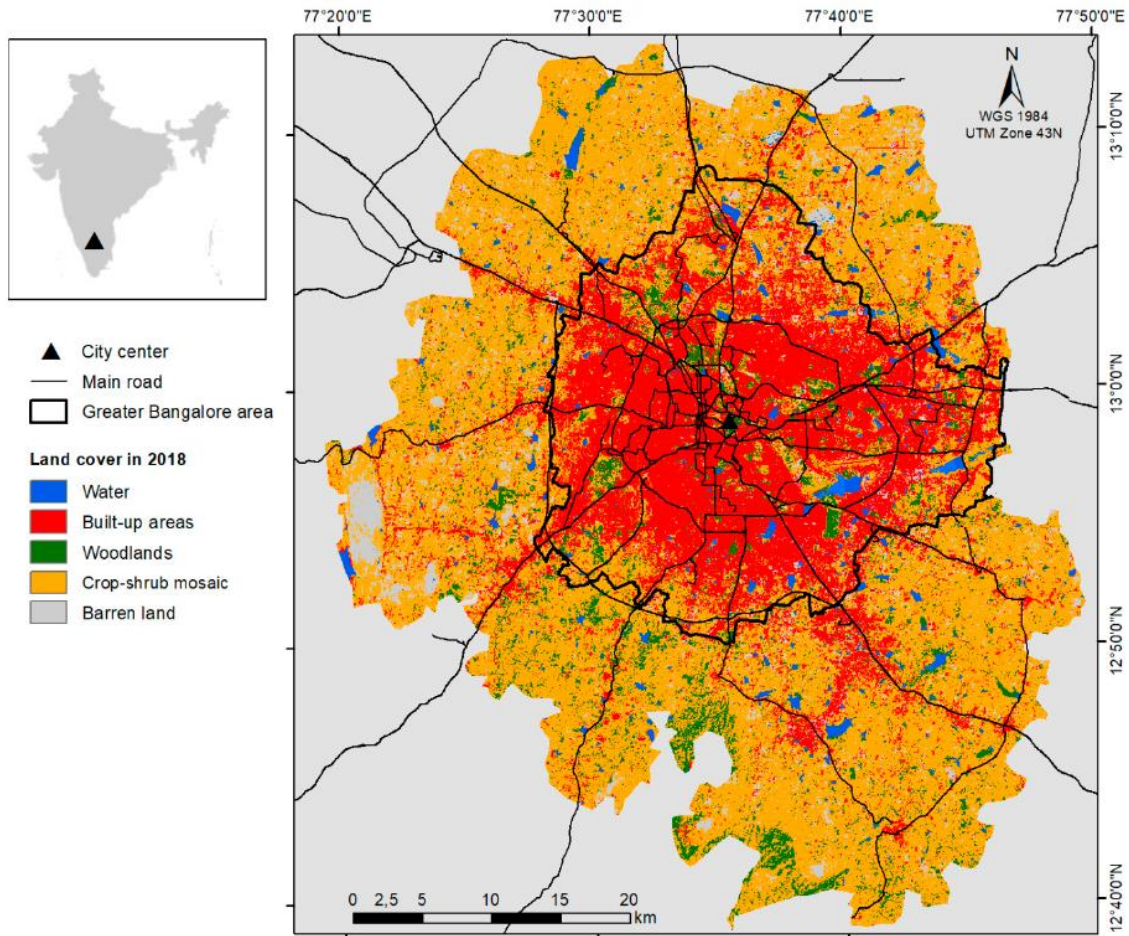 77°20'0"E
77°30'0"E
77°40'0"E
77°50'0"E
N
WGS 1984
UTM Zone 43N
13°10'0"N
13°0'0"N
12°50'0"N
12°40'0"N
City center
Main road
Greater Bangalore area
Land cover in 2018
Water
Built-up areas
Woodlands
Crop-shrub mosaic
Barren land
0 2,5 5 10 15 20
km